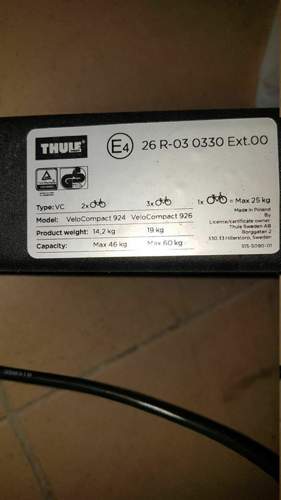 THULE
E4 26 R-03 0330 Ext.00
Type: VC 2x 3x 1x = Max 25 kg
Model: VeloCompact 924 VeloCompact 926
Product weight: 14,2 kg 19 kg
Capacity: Max 46 kg Max 60 kg
Made in Poland
By
License/certificate owner:
Thule Sweden AB
Borggatan 2
330 33 Hillerstorp, Sweden